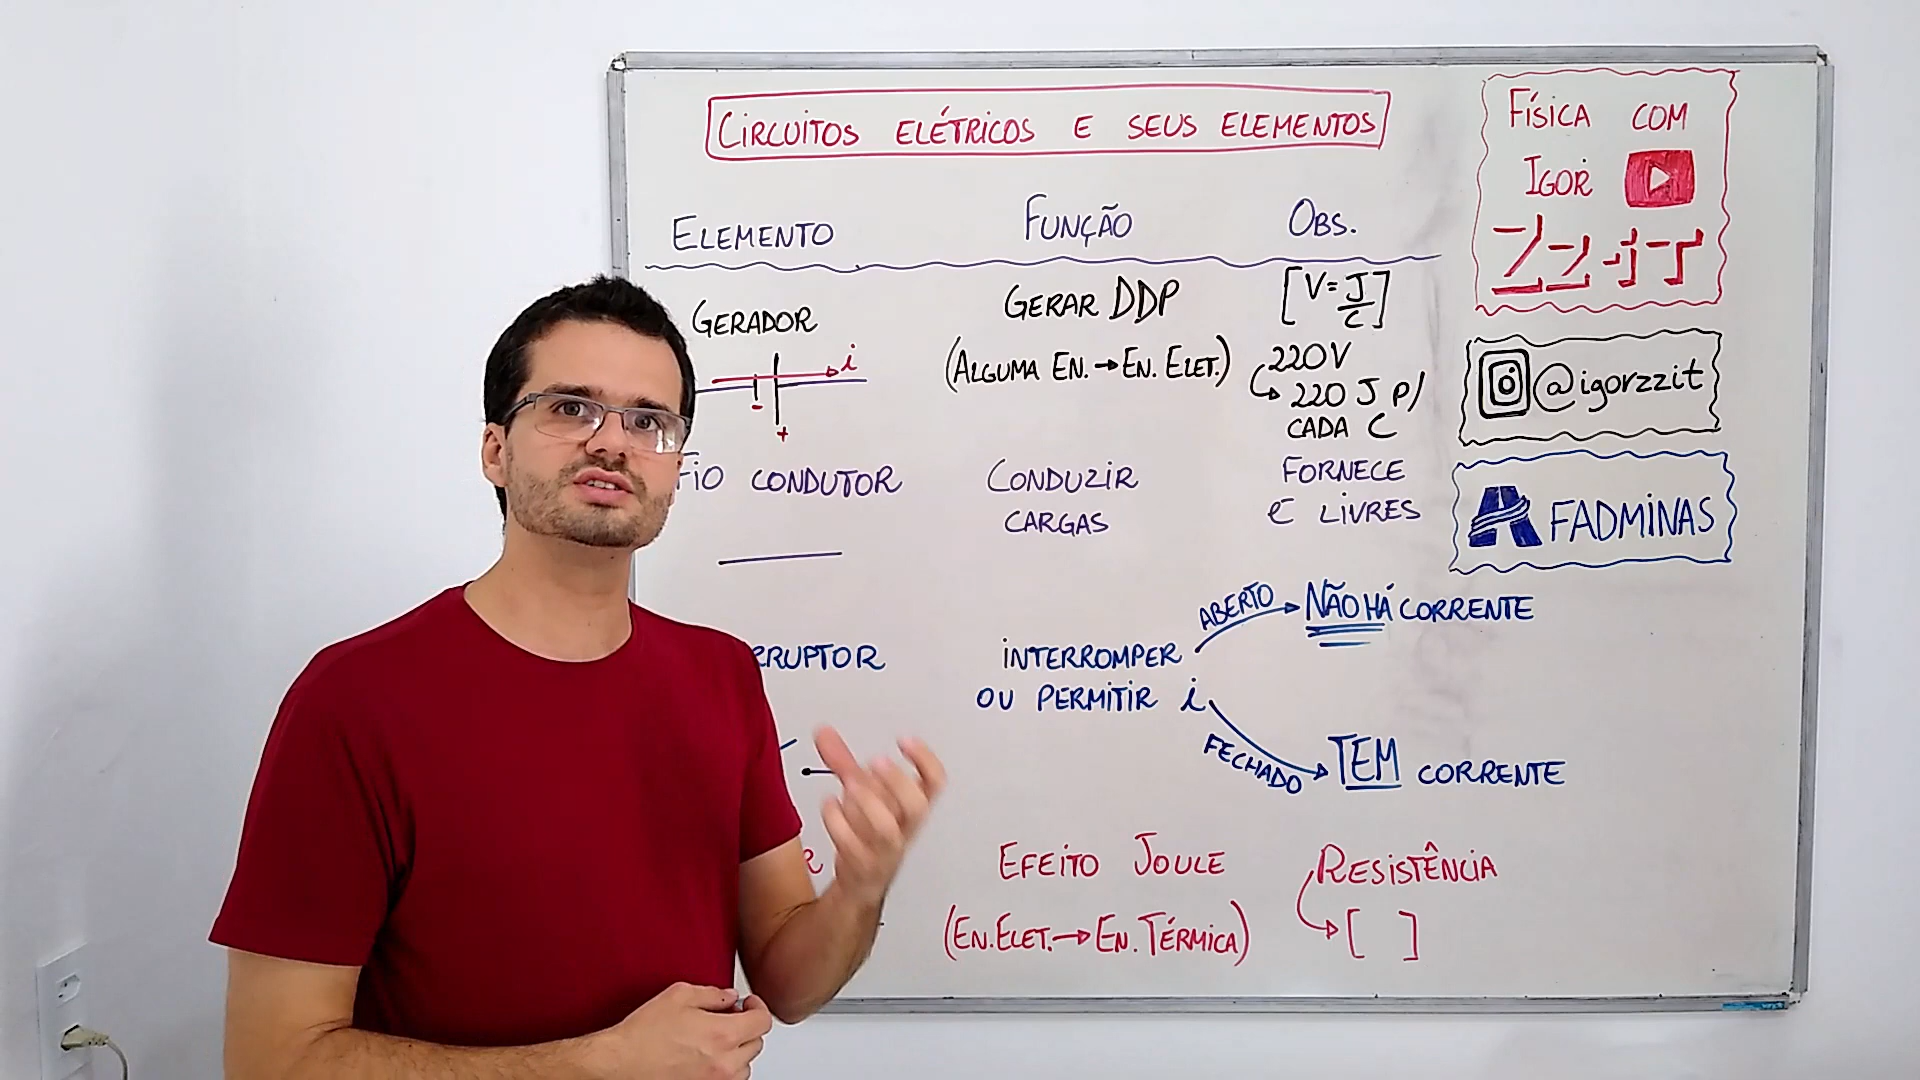 CIRCUITOS ELÉTRICOS E SEUS ELEMENTOS
ELEMENTO FUNÇÃO OBS.
GERADOR GERAR DDP [V=J/C]
(ALGUMA EN.→EN. ELET.) 220V
↳ 220 J P/
CADA C
i
-
+
FIO CONDUTOR CONDUZIR FORNECE
CARGAS e LIVRES
RRUPTOR INTERROMPER
OU PERMITIR i
ABERTO → NÃO HÁ CORRENTE
FECHADO → TEM CORRENTE
R EFEITO JOULE RESISTÊNCIA
(EN.ELET.→EN. TÉRMICA) → [ ]
FÍSICA COM
IGOR
ZZiT
@igorzzit
FADMINAS